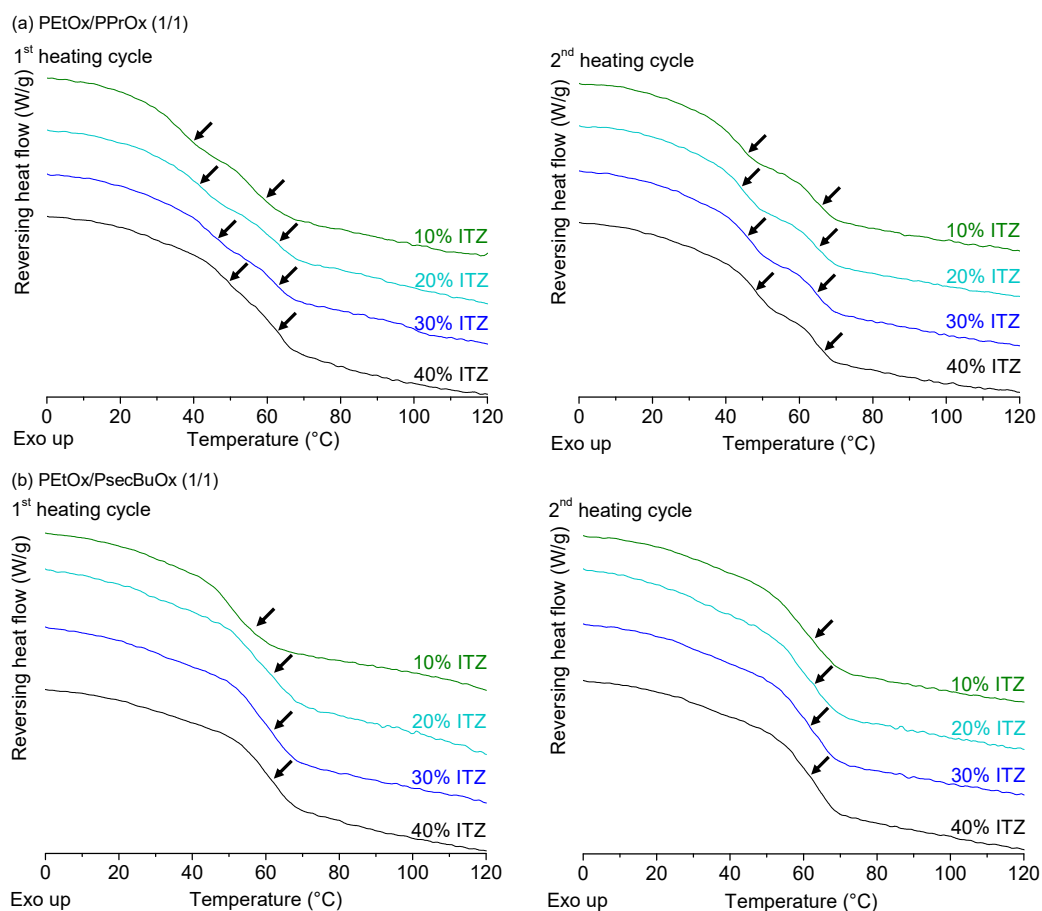 (a) PEtOx/PPrOx (1/1)
1st heating cycle
Reversing heat flow (W/g)
10% ITZ
20% ITZ
30% ITZ
40% ITZ
0 20 40 60 80 100 120
Exo up Temperature (°C)
2nd heating cycle
Reversing heat flow (W/g)
10% ITZ
20% ITZ
30% ITZ
40% ITZ
0 20 40 60 80 100 120
Exo up Temperature (°C)
(b) PEtOx/PsecBuOx (1/1)
1st heating cycle
Reversing heat flow (W/g)
10% ITZ
20% ITZ
30% ITZ
40% ITZ
0 20 40 60 80 100 120
Exo up Temperature (°C)
2nd heating cycle
Reversing heat flow (W/g)
10% ITZ
20% ITZ
30% ITZ
40% ITZ
0 20 40 60 80 100 120
Exo up Temperature (°C)